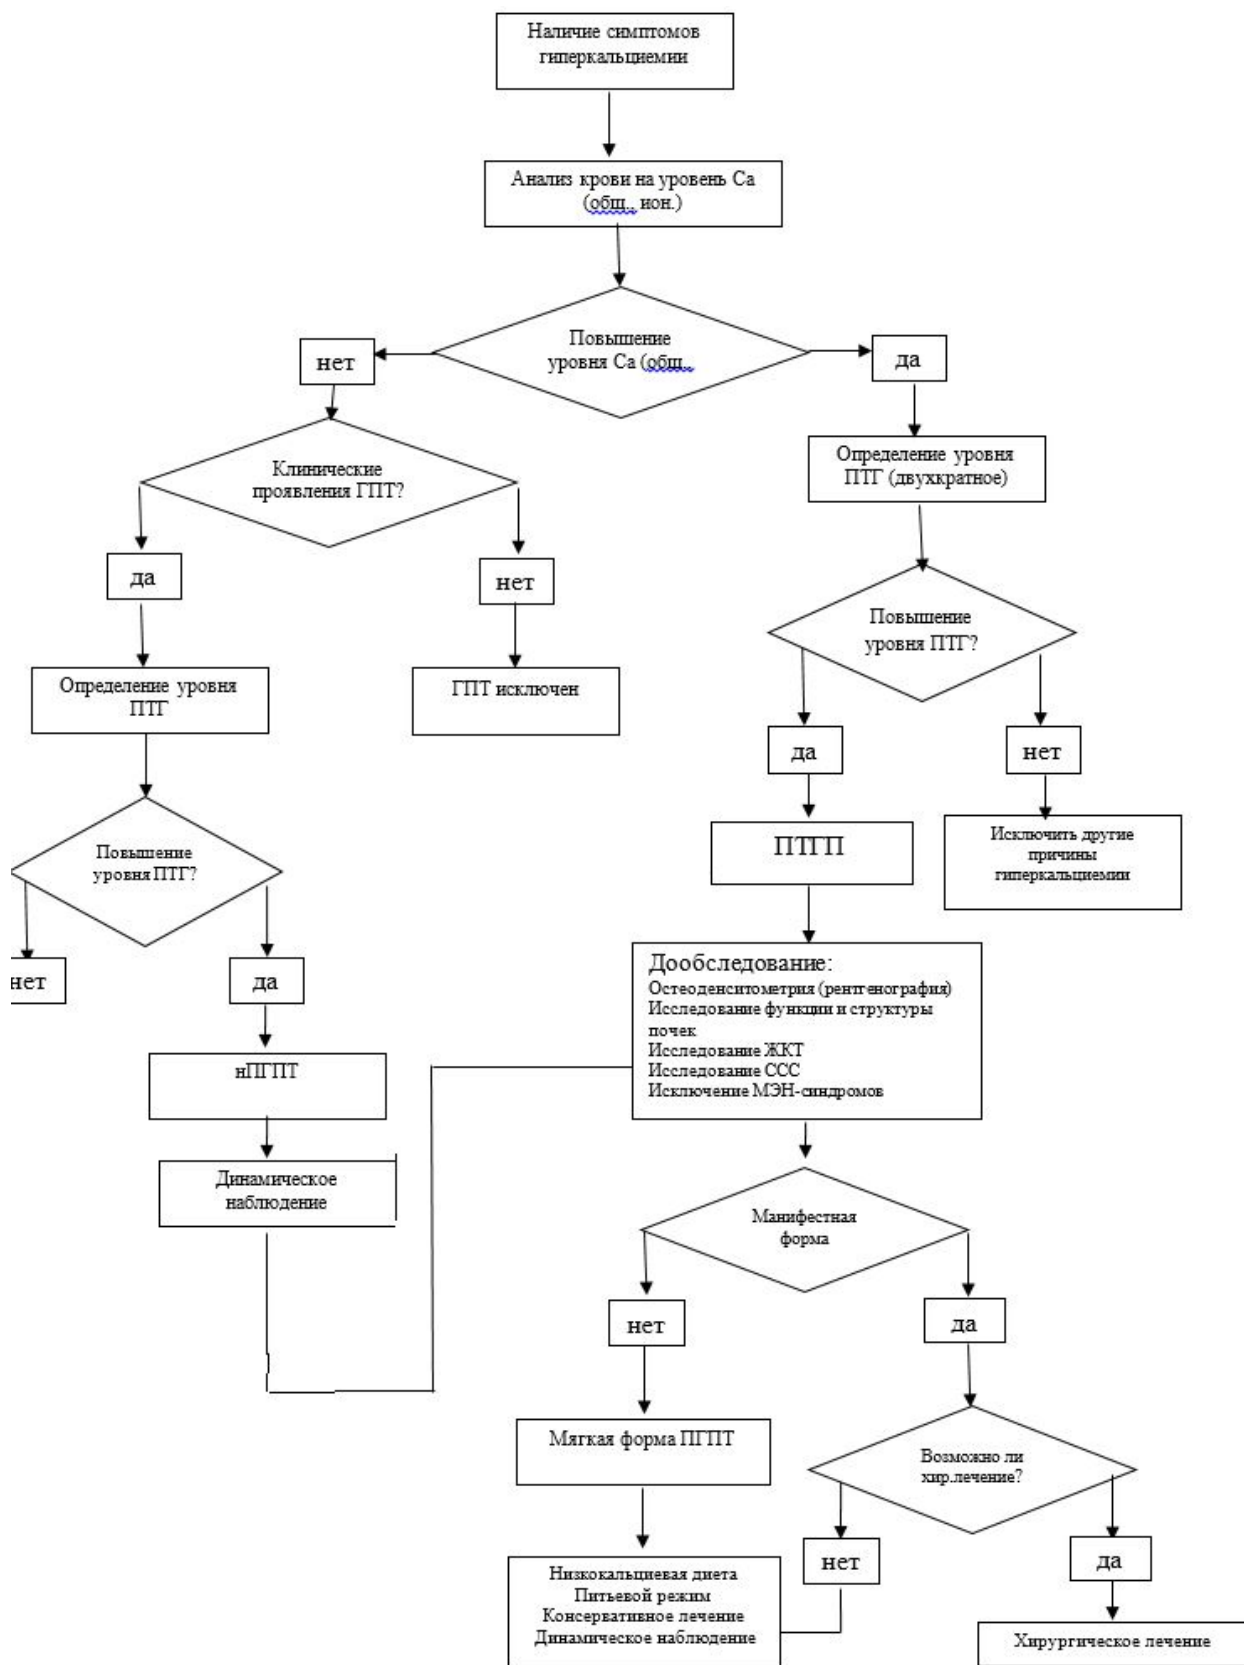 Наличие симптомов
гиперкальциемии
Анализ крови на уровень Са
(общ., ион.)
Повышение
уровня Са (общ.,
нет
да
Клинические
проявления ГПТ?
Определение уровня
ПТГ (двухкратное)
да
нет
Повышение
уровня ПТГ?
Определение уровня
ПТГ
ГПТ исключен
да
нет
Повышение
уровня ПТГ?
ПТГП
Исключить другие
причины
гиперкальциемии
нет
да
Дообследование:
Остеоденситометрия (рентгенография)
Исследование функции и структуры
почек
Исследование ЖКТ
Исследование ССС
Исключение МЭН-синдромов
нПГПТ
Динамическое
наблюдение
Манифестная
форма
нет
да
Мягкая форма ПГПТ
Возможно ли
хир.лечение?
нет
да
Низкокальциевая диета
Питьевой режим
Консервативное лечение
Динамическое наблюдение
Хирургическое лечение